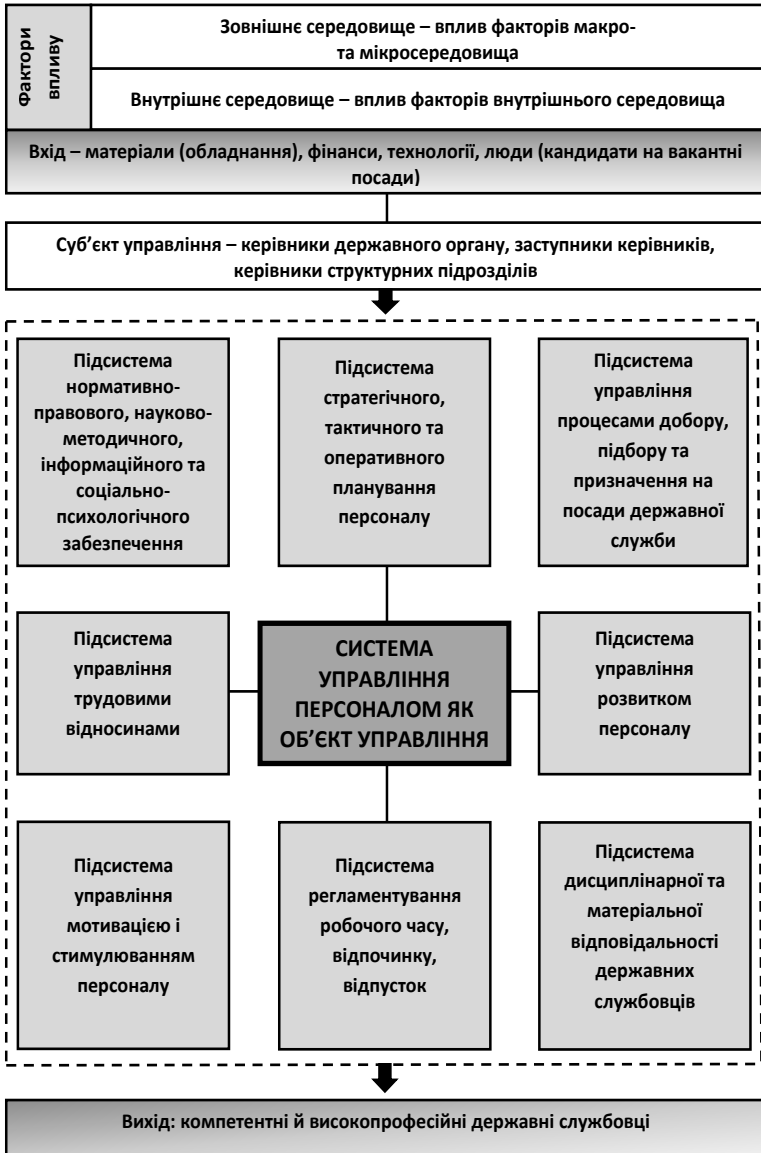 Фактори
впливу
Зовнішнє середовище – вплив факторів макро-
та мікросередовища
Внутрішнє середовище – вплив факторів внутрішнього середовища
Вхід – матеріали (обладнання), фінанси, технології, люди (кандидати на вакантні
посади)
Суб’єкт управління – керівники державного органу, заступники керівників,
керівники структурних підрозділів
Підсистема
нормативно-
правового, науково-
методичного,
інформаційного та
соціально-
психологічного
забезпечення
Підсистема
стратегічного,
тактичного та
оперативного
планування
персоналу
Підсистема
управління
процесами добору,
підбору та
призначення на
посади державної
служби
Підсистема
управління
трудовими
відносинами
СИСТЕМА
УПРАВЛІННЯ
ПЕРСОНАЛОМ ЯК
ОБ’ЄКТ УПРАВЛІННЯ
Підсистема
управління
розвитком
персоналу
Підсистема
управління
мотивацією і
стимулюванням
персоналу
Підсистема
регламентування
робочого часу,
відпочинку,
відпусток
Підсистема
дисциплінарної та
матеріальної
відповідальності
державних
службовців
Вихід: компетентні й високопрофесійні державні службовці